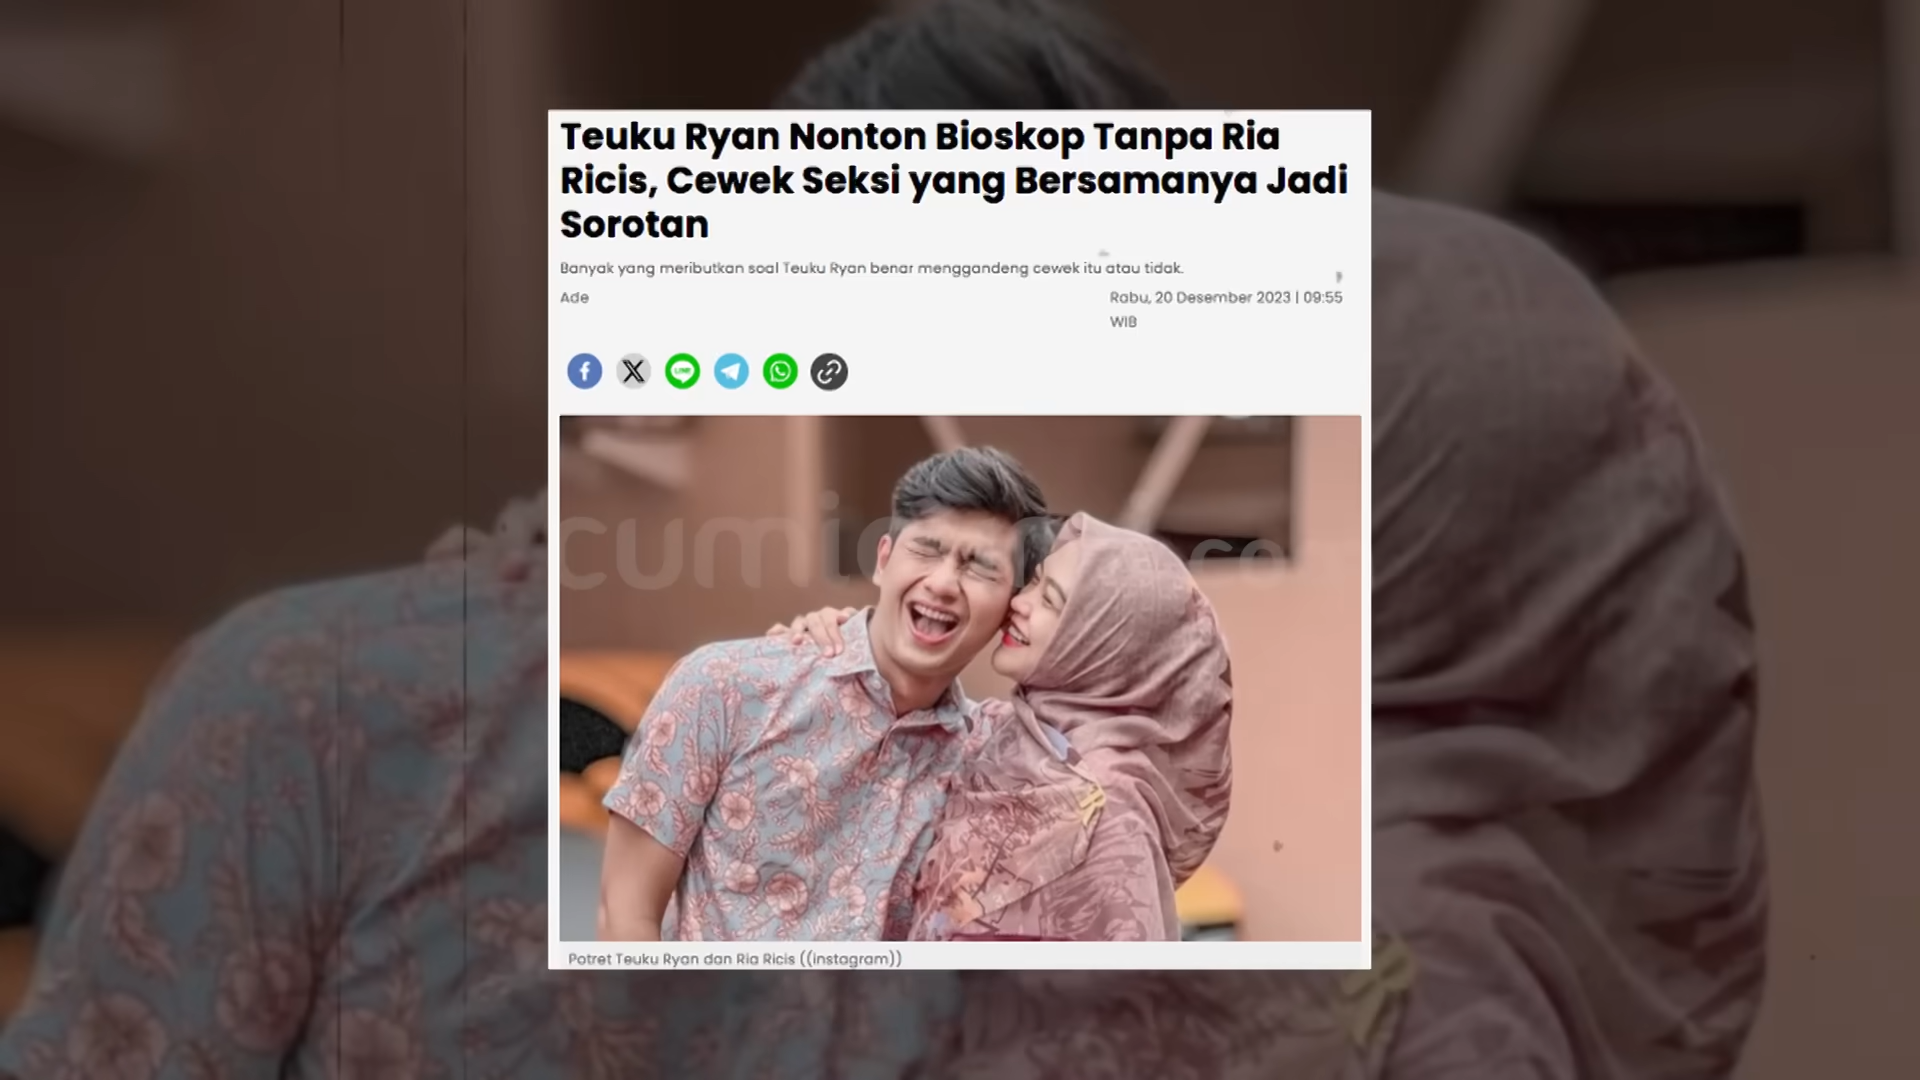 Teuku Ryan Nonton Bioskop Tanpa Ria
Ricis, Cewek Seksi yang Bersamanya Jadi
Sorotan
Banyak yang meributkan soal Teuku Ryan benar menggandeng cewek itu atau tidak.
Ade
Rabu, 20 Desember 2023 | 09:55
WIB
LINE
Potret Teuku Ryan dan Ria Ricis ((instagram))